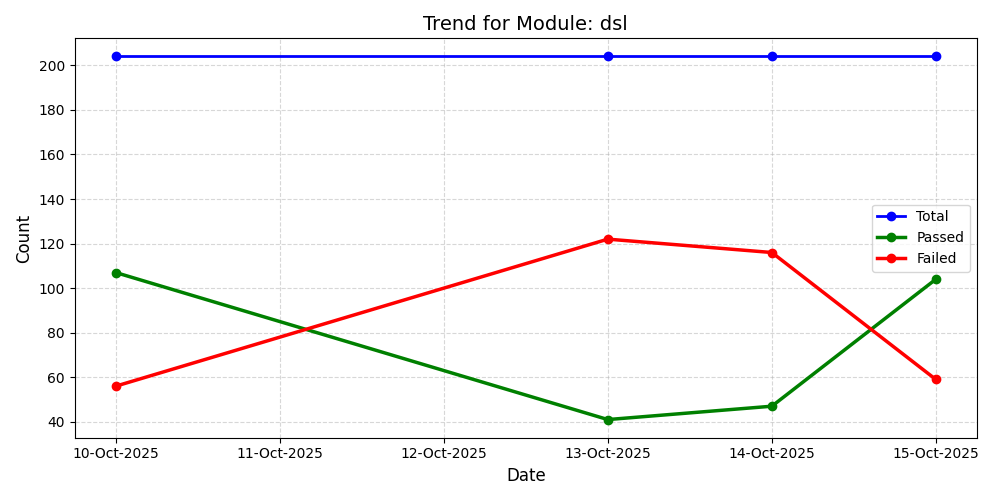 Trend for Module: dsl
Count
200
180
160
140
120
100
80
60
40
Total
Passed
Failed
10-Oct-2025 11-Oct-2025 12-Oct-2025 13-Oct-2025 14-Oct-2025 15-Oct-2025
Date